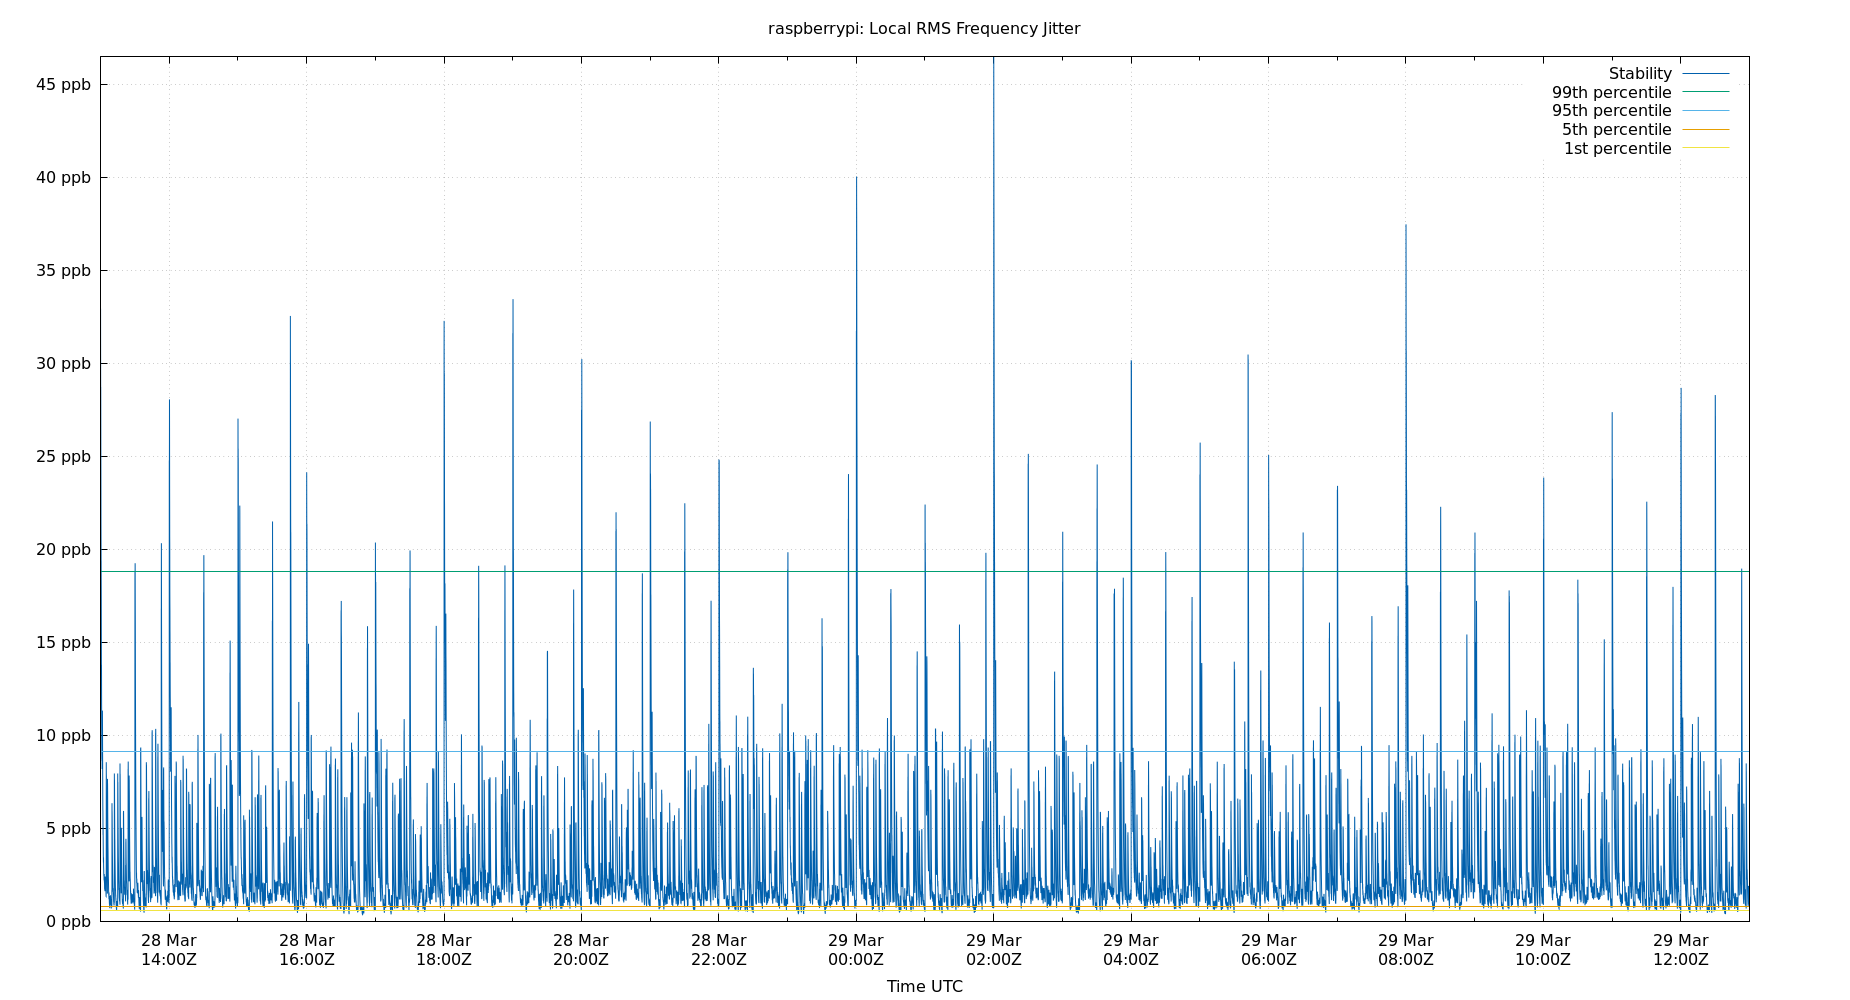 raspberrypi: Local RMS Frequency Jitter
Stability
99th percentile
95th percentile
5th percentile
1st percentile
45 ppb
40 ppb
35 ppb
30 ppb
25 ppb
20 ppb
15 ppb
10 ppb
5 ppb
0 ppb
28 Mar 28 Mar 28 Mar 28 Mar 28 Mar 29 Mar 29 Mar 29 Mar 29 Mar 29 Mar 29 Mar 29 Mar
14:00Z 16:00Z 18:00Z 20:00Z 22:00Z 00:00Z 02:00Z 04:00Z 06:00Z 08:00Z 10:00Z 12:00Z
Time UTC